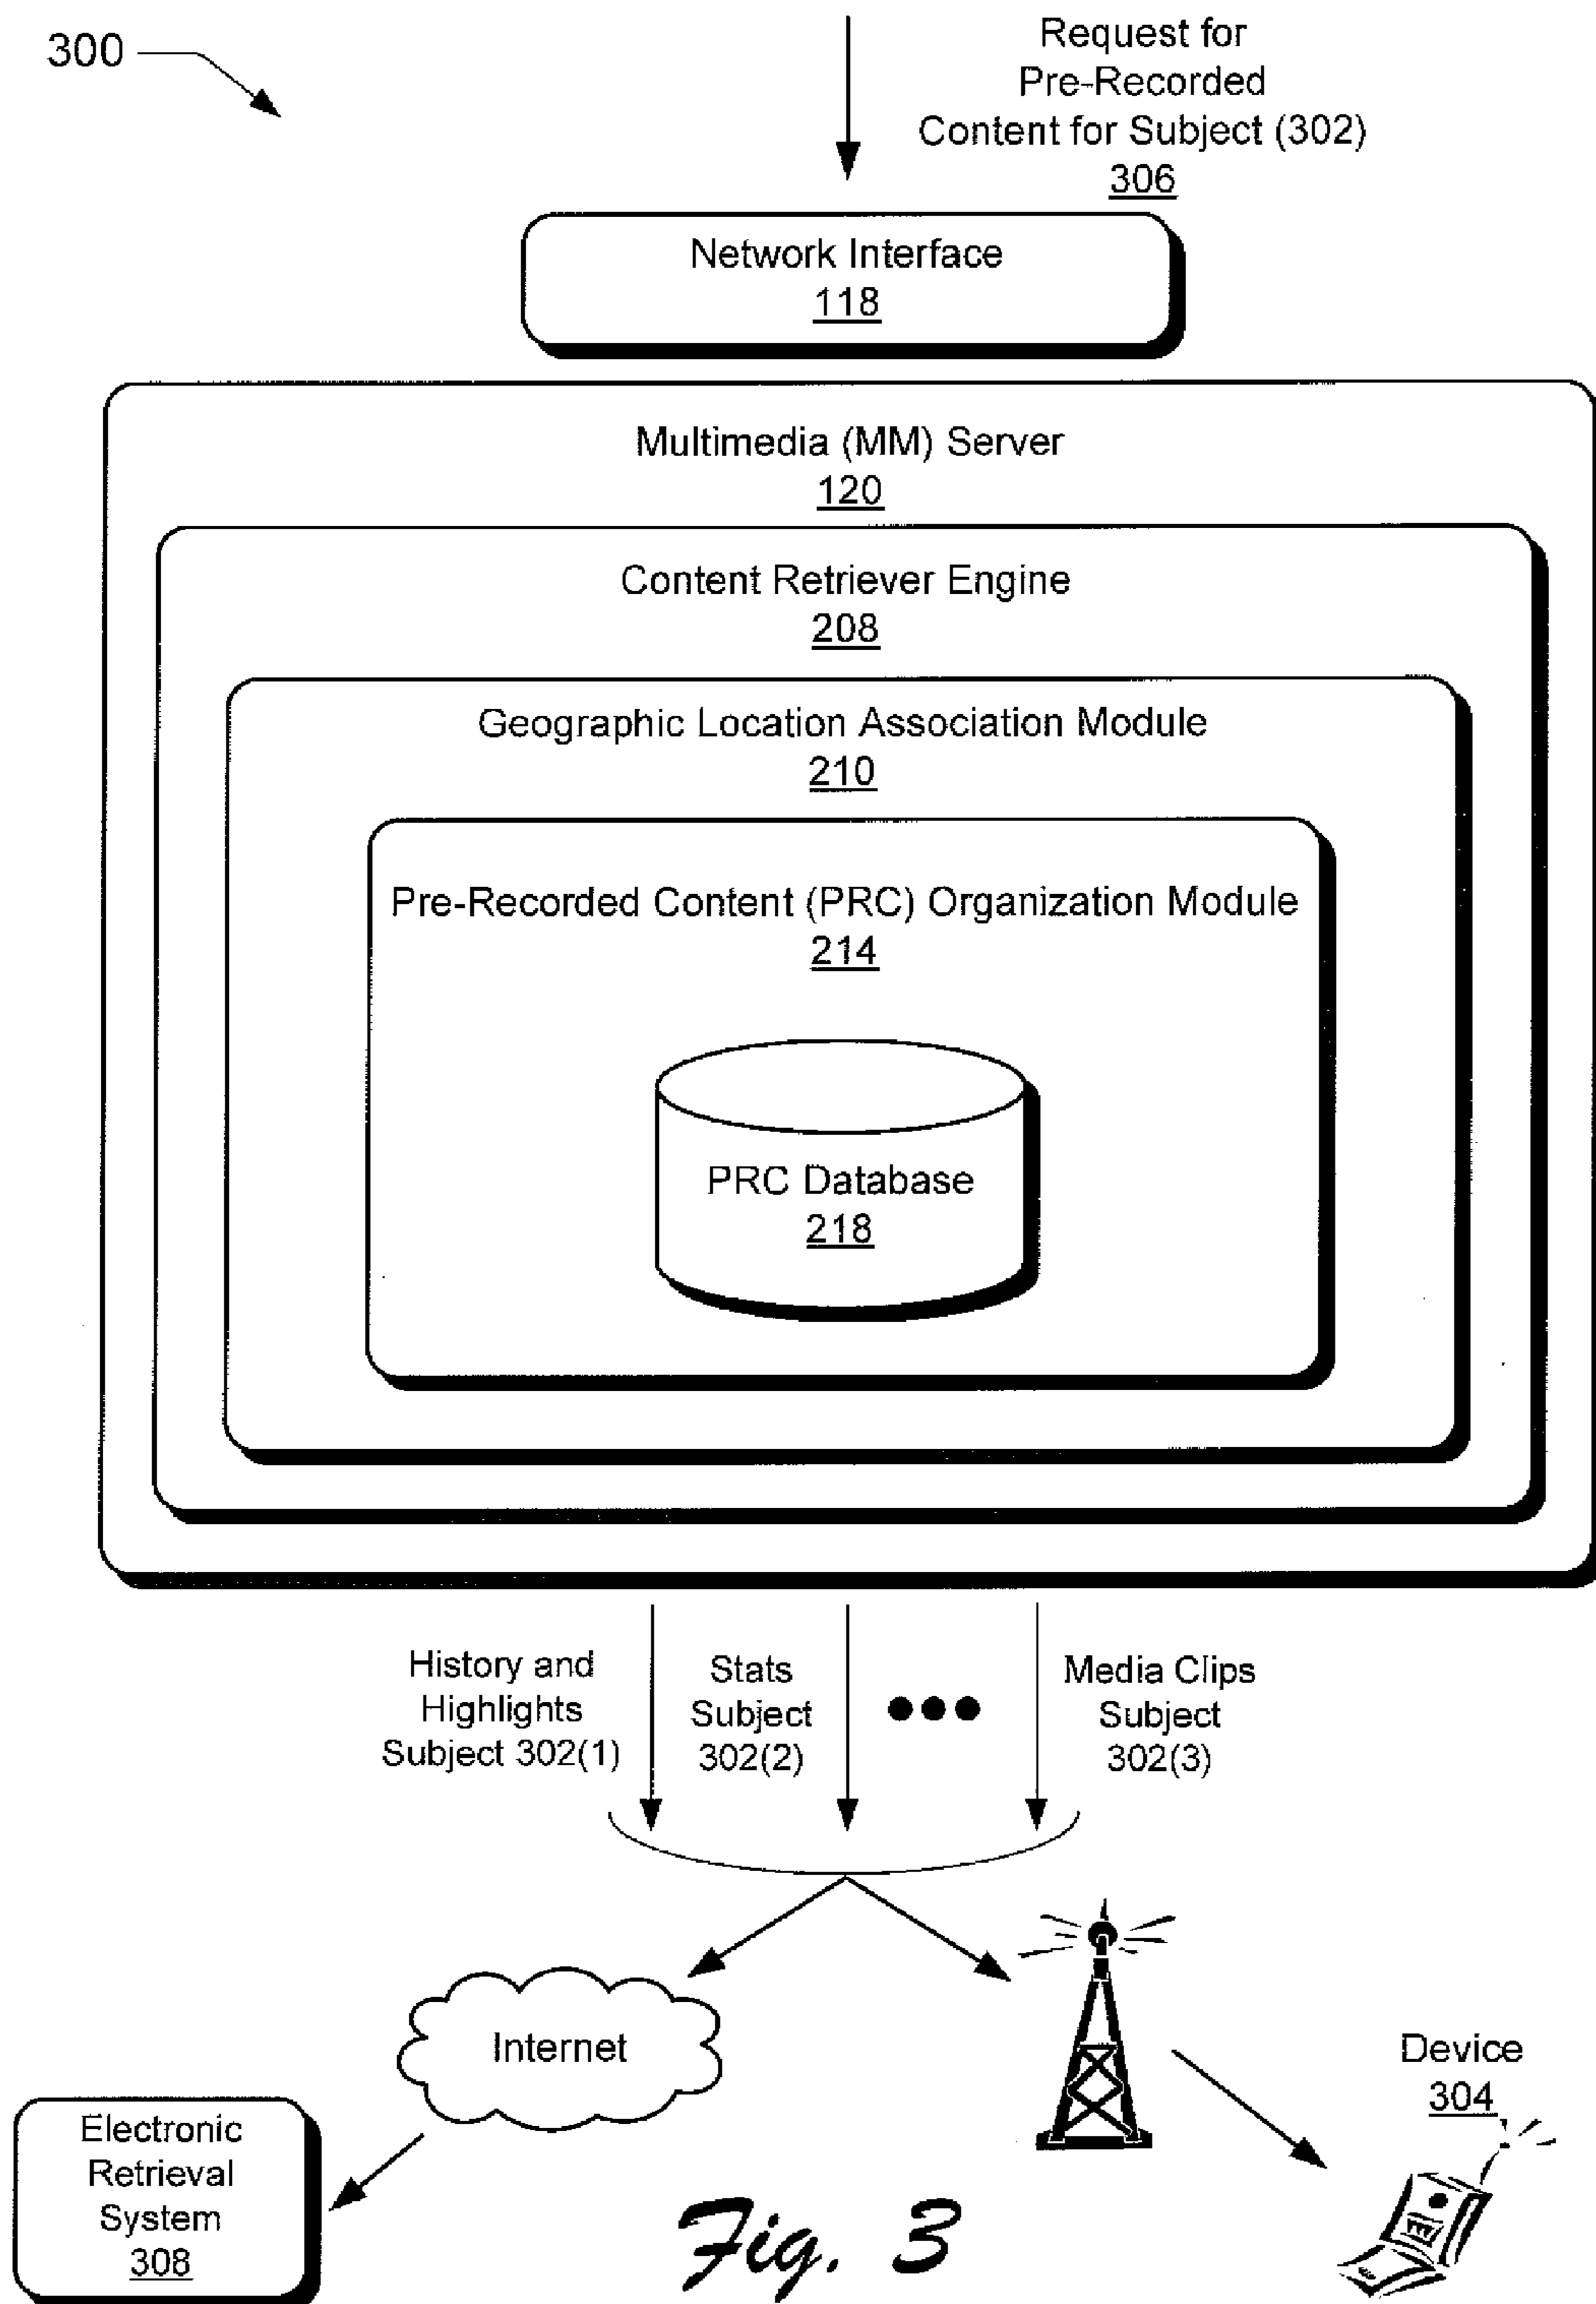 300
Request for
Pre-Recorded
Content for Subject (302)
306
Network Interface
118
Multimedia (MM) Server
120
Content Retriever Engine
208
Geographic Location Association Module
210
Pre-Recorded Content (PRC) Organization Module
214
PRC Database
218
History and
Highlights
Subject 302(1)
Stats
Subject
302(2)
Media Clips
Subject
302(3)
Internet
Device
304
Electronic
Retrieval
System
308
Fig. 3